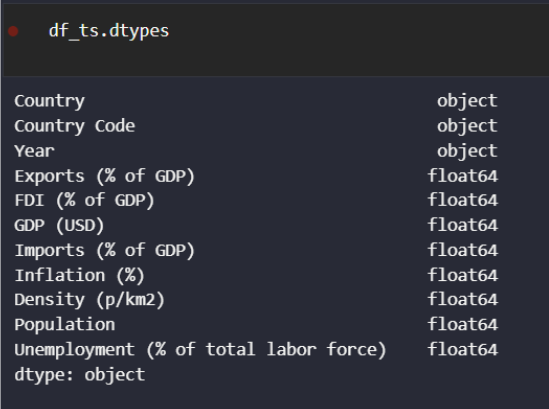 df_ts.dtypes
Country object
Country Code object
Year object
Exports (% of GDP) float64
FDI (% of GDP) float64
GDP (USD) float64
Imports (% of GDP) float64
Inflation (%) float64
Density (p/km2) float64
Population float64
Unemployment (% of total labor force) float64
dtype: object